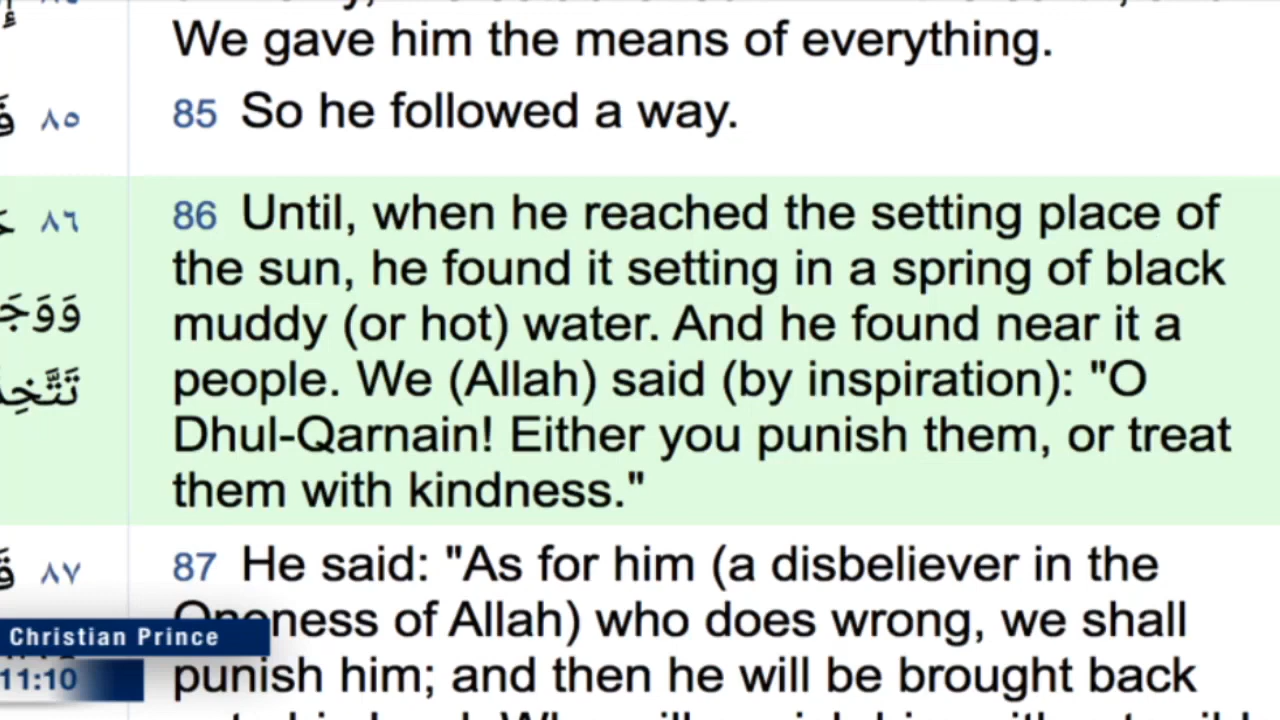 We gave him the means of everything.
٨٥ 85 So he followed a way.
٨٦ 86 Until, when he reached the setting place of
the sun, he found it setting in a spring of black
وَوَجَ
muddy (or hot) water. And he found near it a
تَتَّخِذَ
people. We (Allah) said (by inspiration): "O
Dhul-Qarnain! Either you punish them, or treat
them with kindness."
٨٧ 87 He said: "As for him (a disbeliever in the
Oneness of Allah) who does wrong, we shall
Christian Prince
punish him; and then he will be brought back
11:10